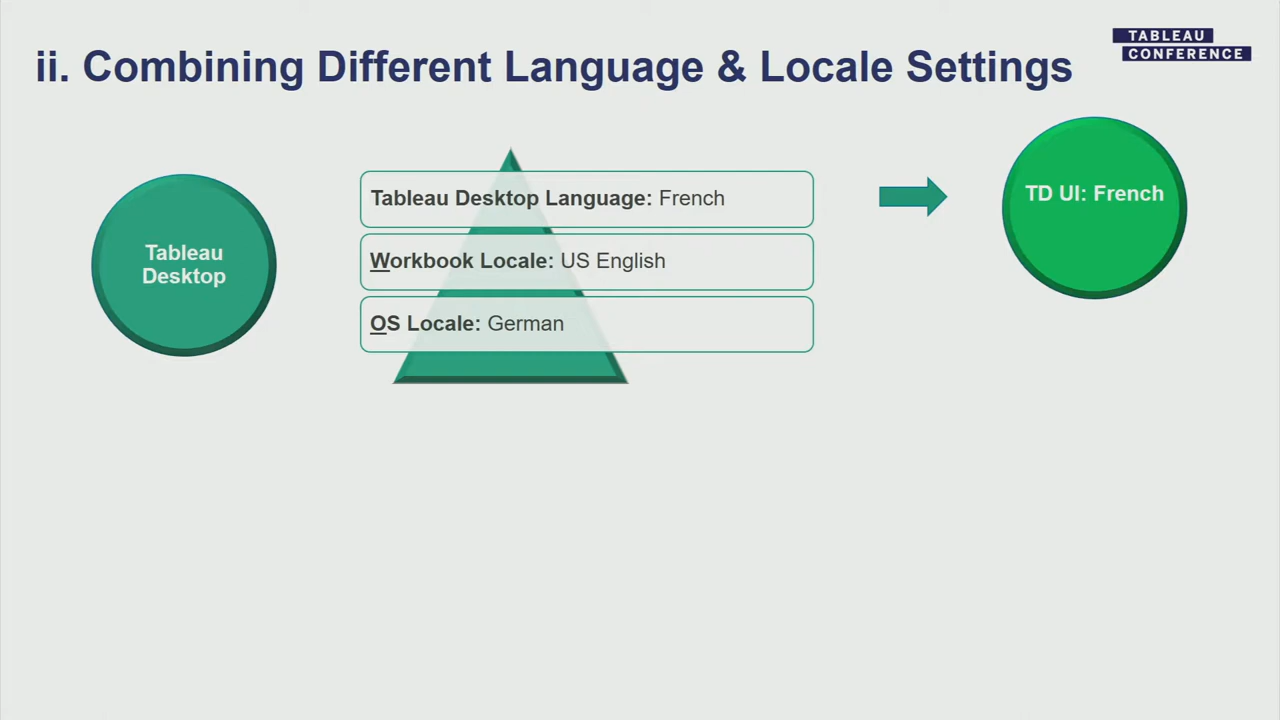 ii. Combining Different Language & Locale Settings
TABLEAU
CONFERENCE
Tableau
Desktop
Tableau Desktop Language: French
Workbook Locale: US English
OS Locale: German
TD UI: French